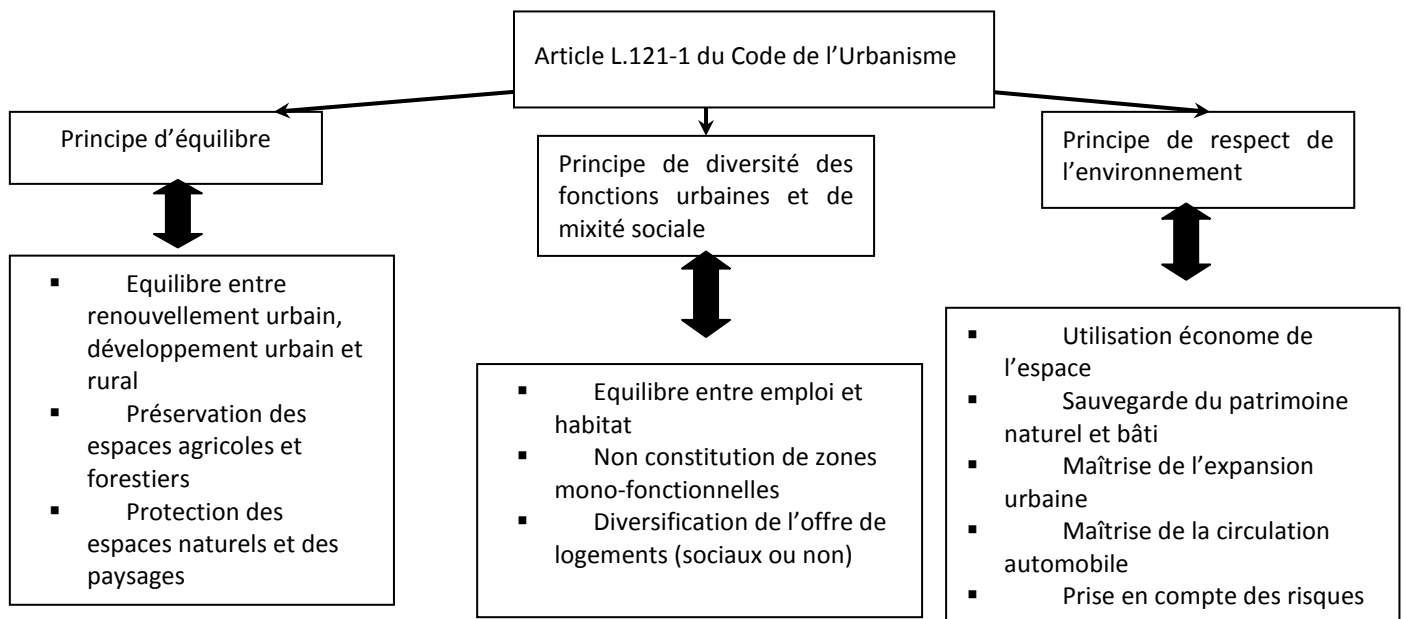 Article L.121-1 du Code de l’Urbanisme
Principe d’équilibre
Principe de diversité des
fonctions urbaines et de
mixité sociale
Principe de respect de
l’environnement
▪ Equilibre entre
renouvellement urbain,
développement urbain et
rural
▪ Préservation des
espaces agricoles et
forestiers
▪ Protection des
espaces naturels et des
paysages
▪ Equilibre entre emploi et
habitat
▪ Non constitution de zones
mono-fonctionnelles
▪ Diversification de l’offre de
logements (sociaux ou non)
▪ Utilisation économe de
l’espace
▪ Sauvegarde du patrimoine
naturel et bâti
▪ Maîtrise de l’expansion
urbaine
▪ Maîtrise de la circulation
automobile
▪ Prise en compte des risques